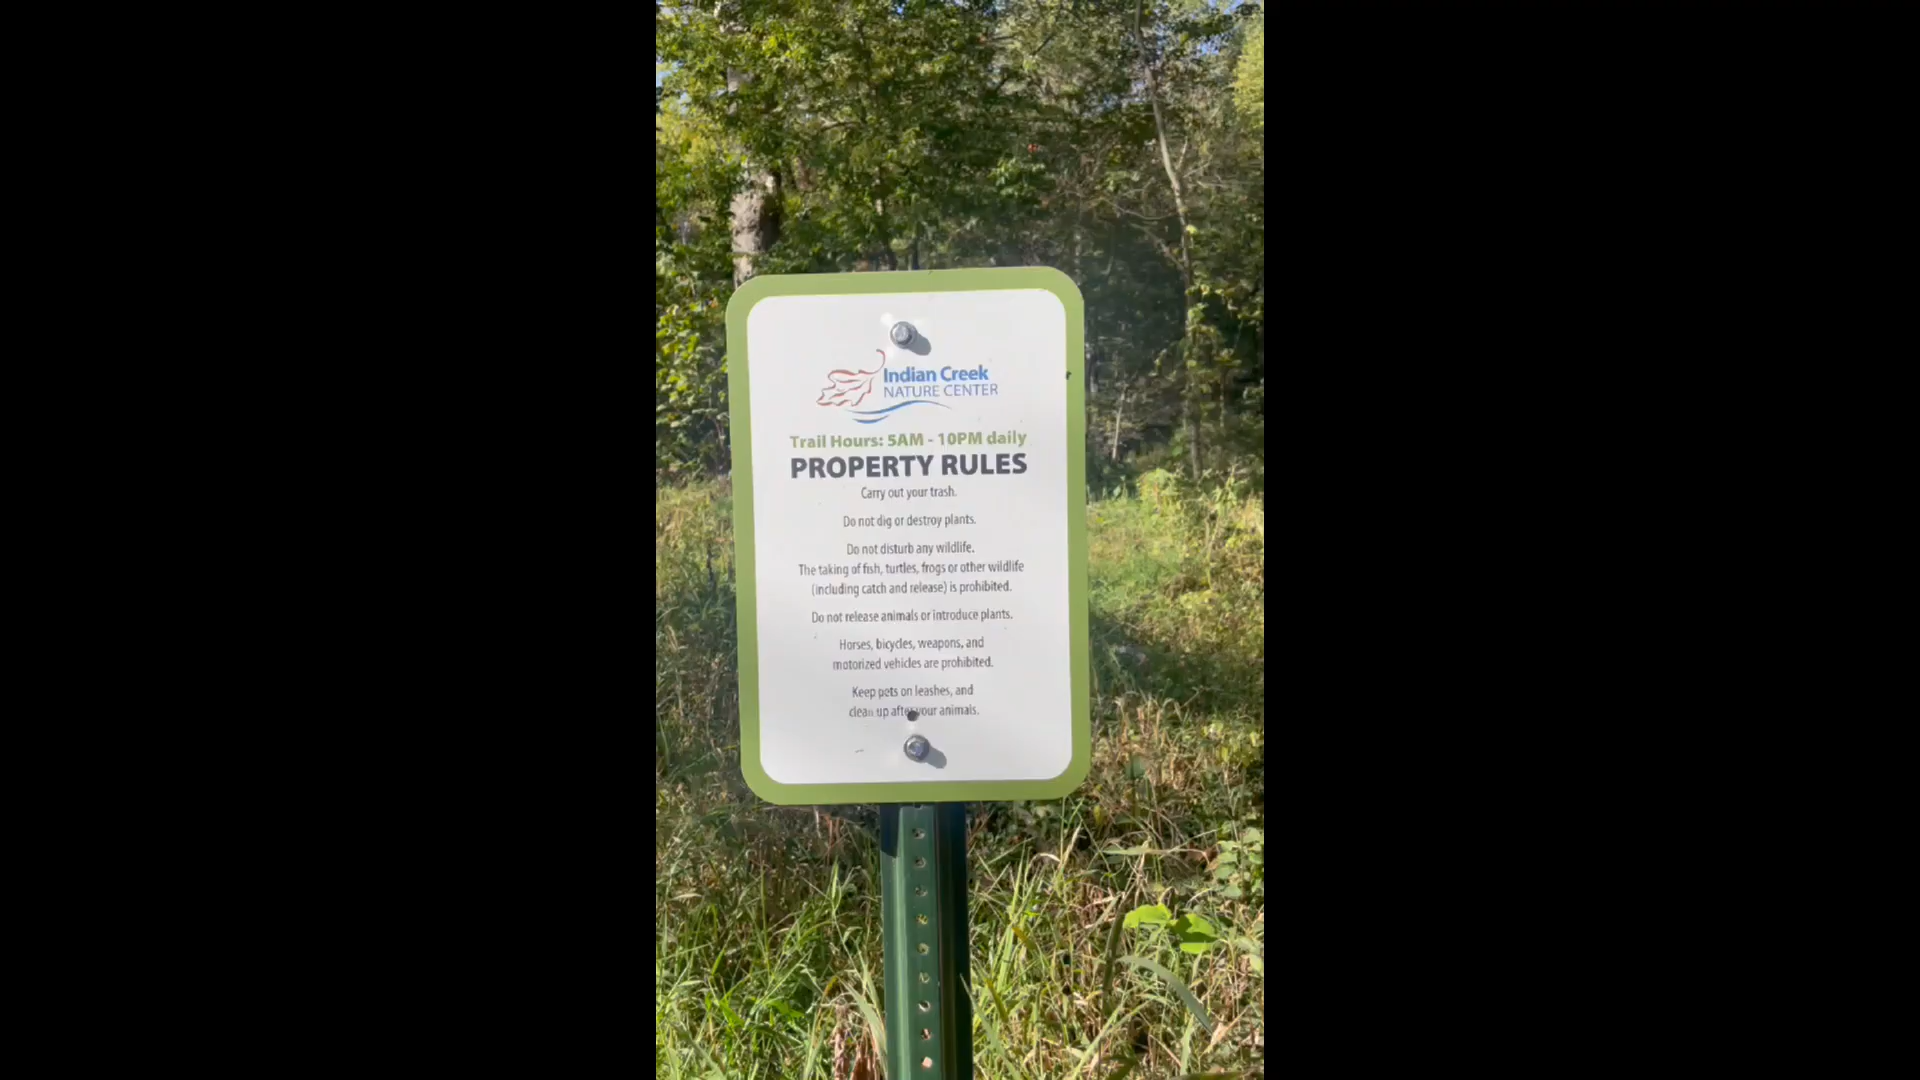 Indian Creek
NATURE CENTER
Trail Hours: 5AM - 10PM daily
PROPERTY RULES
Carry out your trash.
Do not dig or destroy plants.
Do not disturb any wildlife.
The taking of fish, turtles, frogs or other wildlife
(including catch and release) is prohibited.
Do not release animals or introduce plants.
Horses, bicycles, weapons, and
motorized vehicles are prohibited.
Keep pets on leashes, and
clean up after your animals.